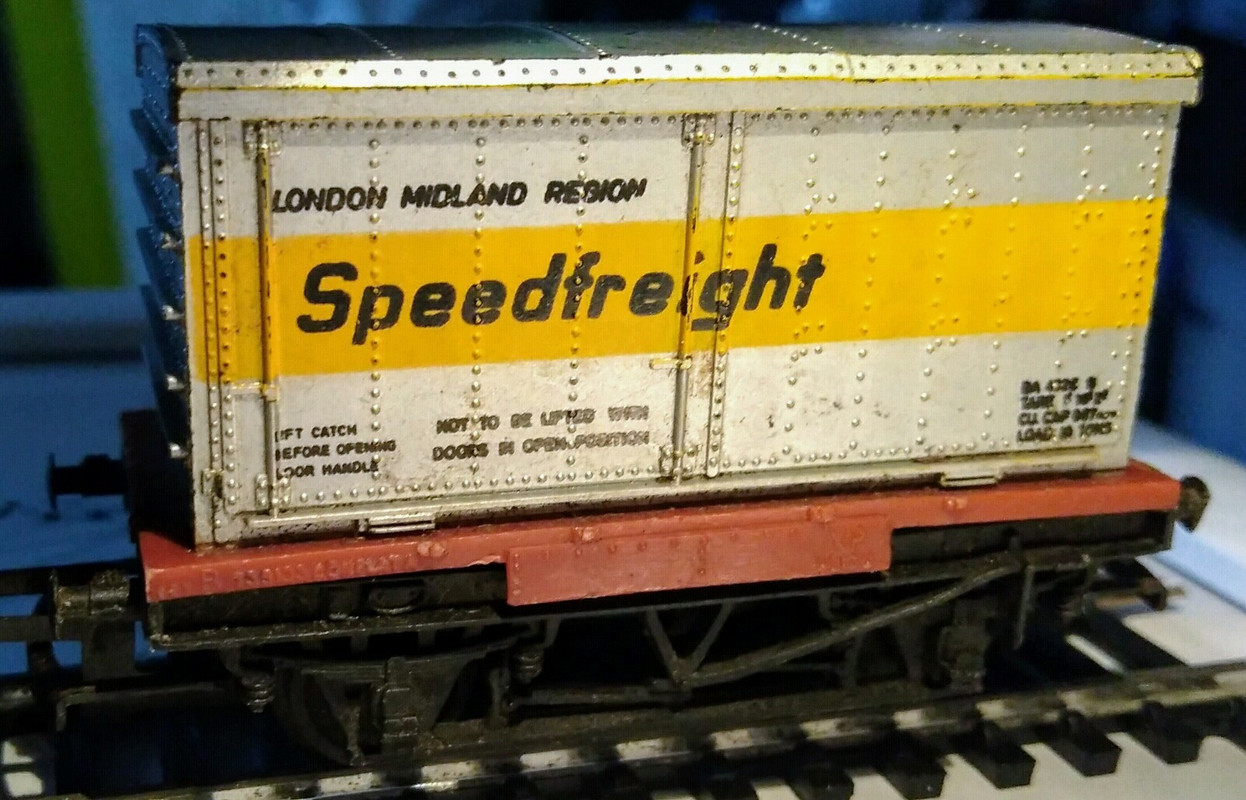 LONDON MIDLAND REGION
Speedfreight
LIFT CATCH
BEFORE OPENING
DOOR HANDLE
NOT TO BE LIFTED WITH
DOORS IN OPEN POSITION
LOAD 10 TONS